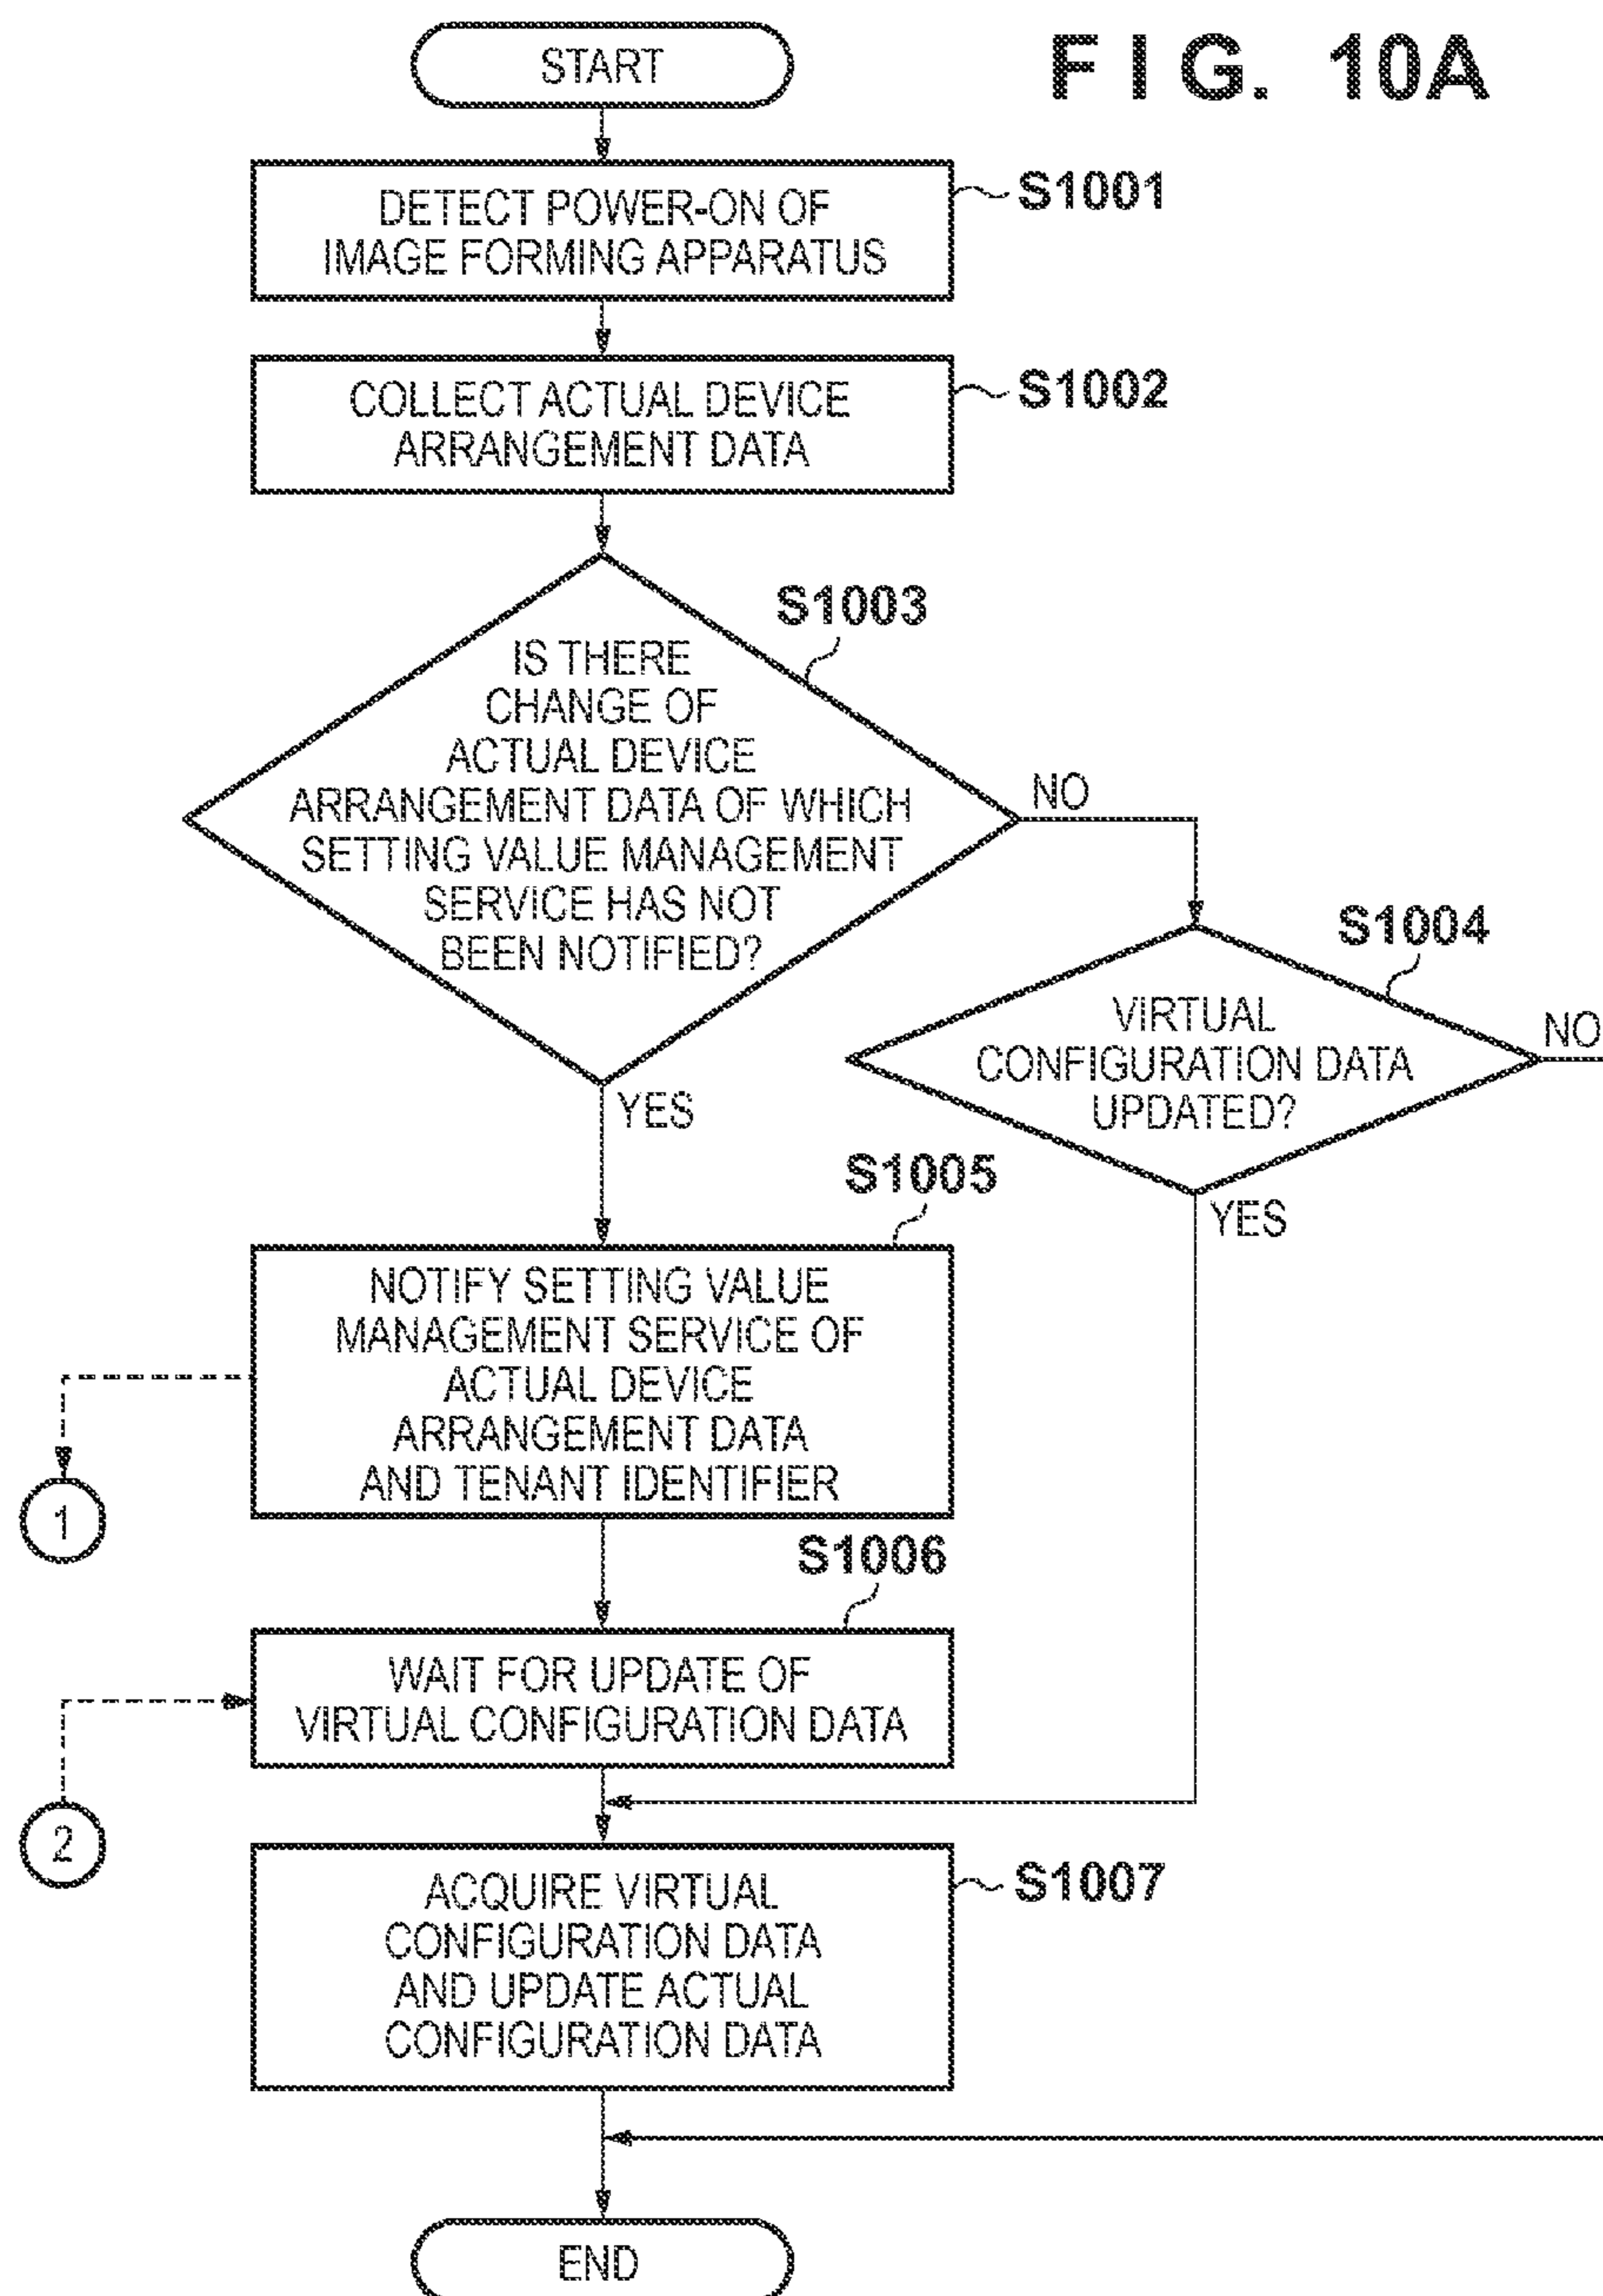 START
F I G. 10A
DETECT POWER-ON OF
IMAGE FORMING APPARATUS
S1001
COLLECT ACTUAL DEVICE
ARRANGEMENT DATA
S1002
S1003
IS THERE
CHANGE OF
ACTUAL DEVICE
ARRANGEMENT DATA OF WHICH
SETTING VALUE MANAGEMENT
SERVICE HAS NOT
BEEN NOTIFIED?
NO
YES
S1004
VIRTUAL
CONFIGURATION DATA
UPDATED?
NO
YES
S1005
NOTIFY SETTING VALUE
MANAGEMENT SERVICE OF
ACTUAL DEVICE
ARRANGEMENT DATA
AND TENANT IDENTIFIER
1
S1006
WAIT FOR UPDATE OF
VIRTUAL CONFIGURATION DATA
2
ACQUIRE VIRTUAL
CONFIGURATION DATA
AND UPDATE ACTUAL
CONFIGURATION DATA
S1007
END